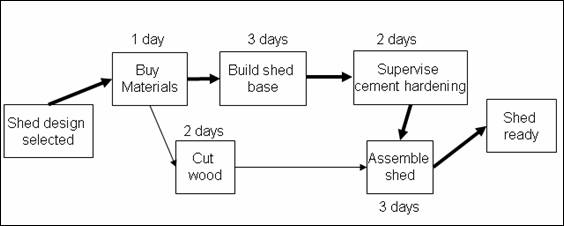 1 day
3 days
2 days
Buy
Materials
Build shed
base
Supervise
cement hardening
Shed design
selected
Shed
ready
2 days
Cut
wood
Assemble
shed
3 days